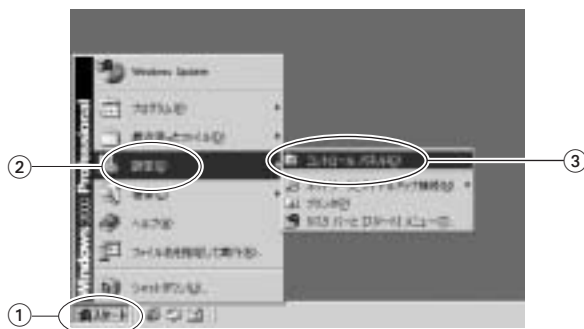 Windows Update
プログラム(P)
最近使ったファイル(D)
② 設定(S)
コントロール パネル(C) ③
ネットワークとダイヤルアップ接続(N)
プリンタ(P)
タスク バーと [スタート] メニュー(T)...
検索(C)
ヘルプ(H)
ファイル名を指定して実行(R)...
シャットダウン(U)...
Windows 2000 Professional
① スタート